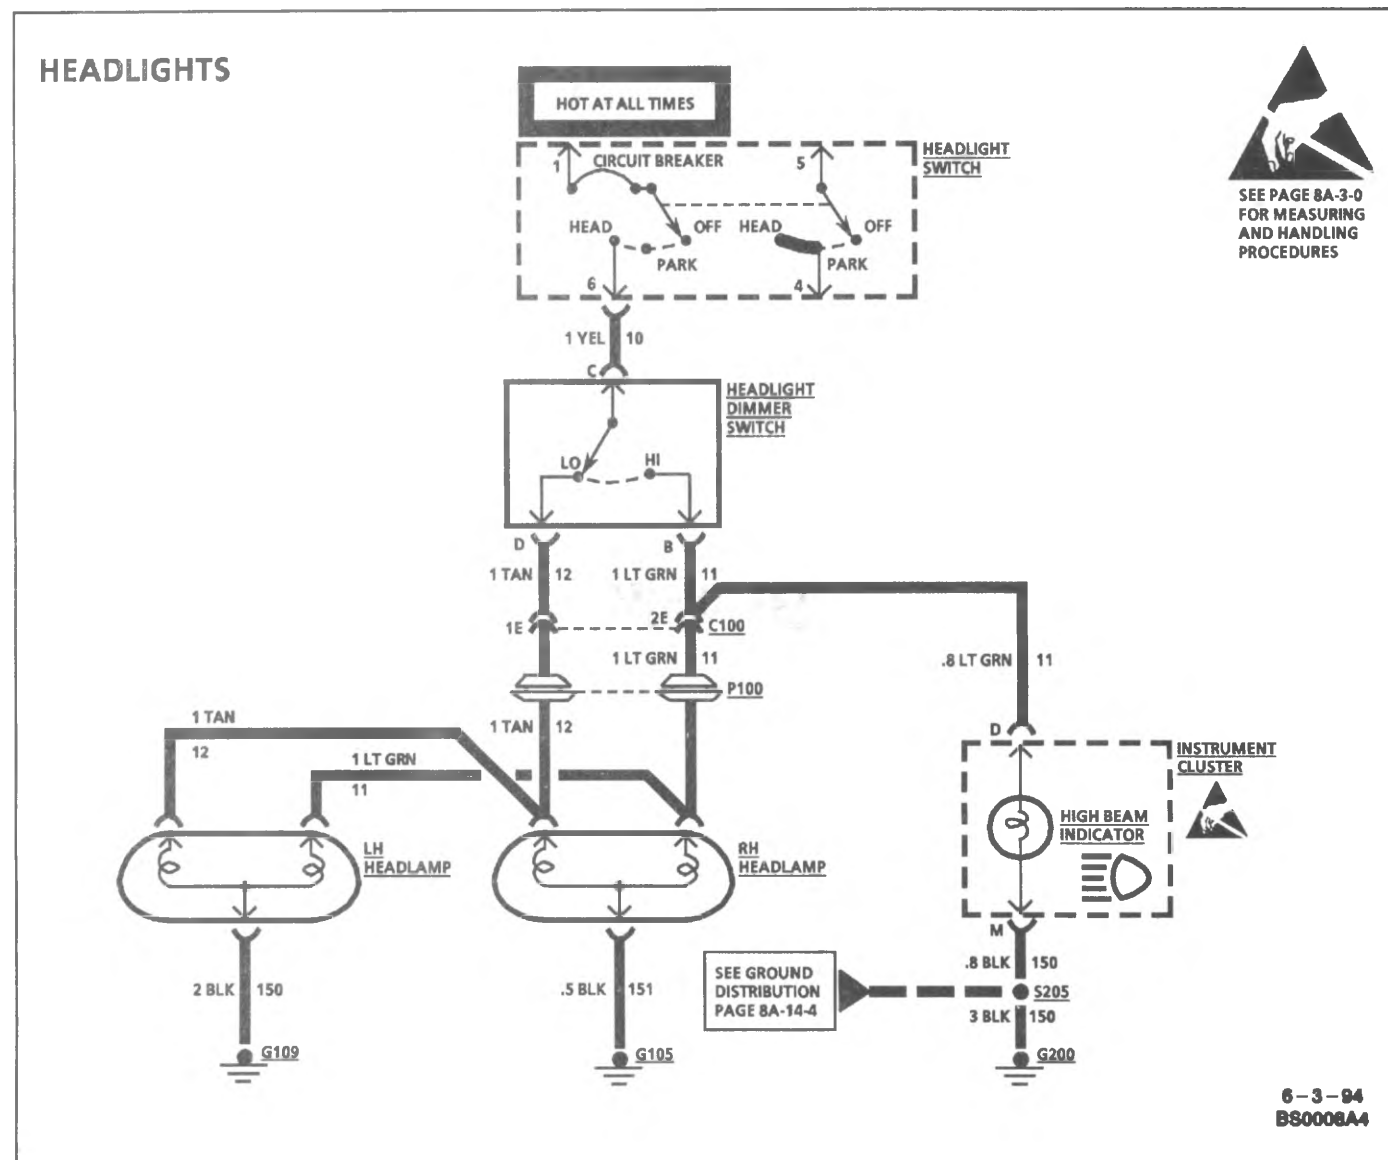 HEADLIGHTS
HOT AT ALL TIMES
HEADLIGHT
SWITCH
1
CIRCUIT BREAKER
5
HEAD
OFF
PARK
HEAD
OFF
PARK
6
4
SEE PAGE 8A-3-0
FOR MEASURING
AND HANDLING
PROCEDURES
1 YEL 10
C
HEADLIGHT
DIMMER
SWITCH
LO
HI
D
B
1 TAN 12
1 LT GRN 11
1E
2E
C100
1 LT GRN 11
.8 LT GRN 11
P100
1 TAN
12
1 TAN 12
1 LT GRN
11
D
INSTRUMENT
CLUSTER
HIGH BEAM
INDICATOR
LH
HEADLAMP
RH
HEADLAMP
M
2 BLK 150
.5 BLK 151
SEE GROUND
DISTRIBUTION
PAGE 8A-14-4
.8 BLK 150
S205
3 BLK 150
G109
G105
G200
6-3-94
BS0006A4